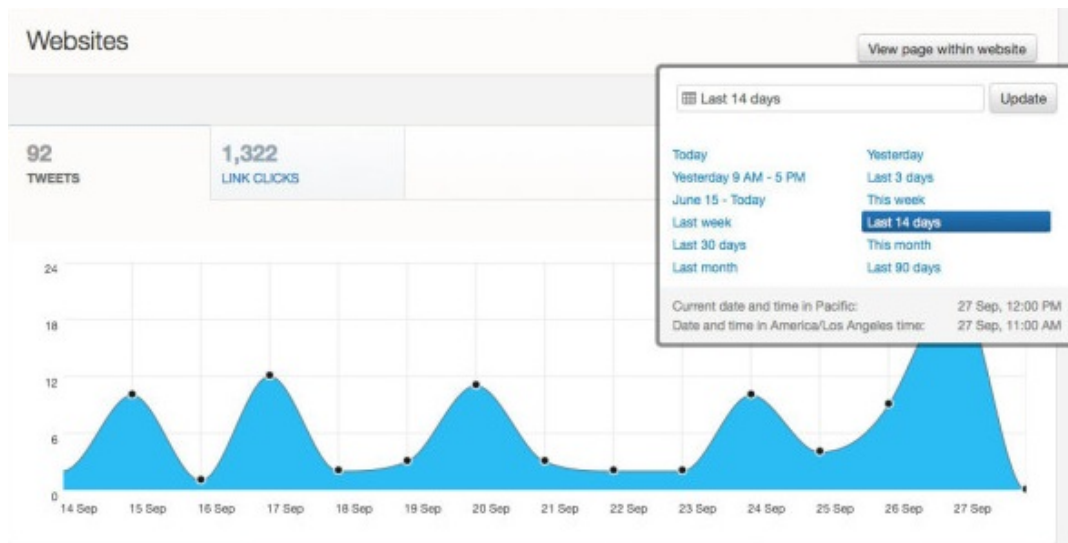 Websites
View page within website
Last 14 days
Update
92
TWEETS
1,322
LINK CLICKS
Today
Yesterday
Yesterday 9 AM - 5 PM
Last 3 days
June 15 - Today
This week
Last week
Last 14 days
Last 30 days
This month
Last month
Last 90 days
Current date and time in Pacific: 27 Sep, 12:00 PM
Date and time in America/Los Angeles time: 27 Sep, 11:00 AM
24
18
12
6
0
14 Sep 15 Sep 16 Sep 17 Sep 18 Sep 19 Sep 20 Sep 21 Sep 22 Sep 23 Sep 24 Sep 25 Sep 26 Sep 27 Sep